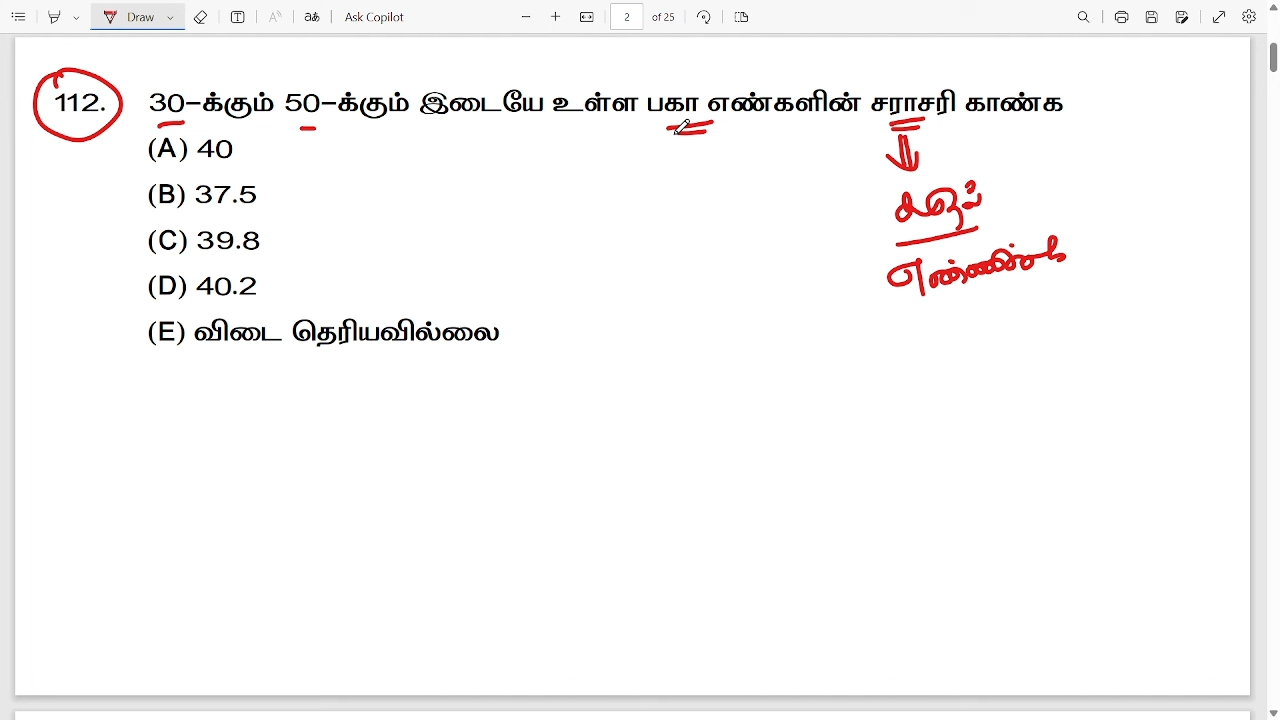 Draw
Ask Copilot
2 of 25
112. 30-க்கும் 50-க்கும் இடையே உள்ள பகா எண்களின் சராசரி காண்க
(A) 40
(B) 37.5
(C) 39.8
(D) 40.2
(E) விடை தெரியவில்லை